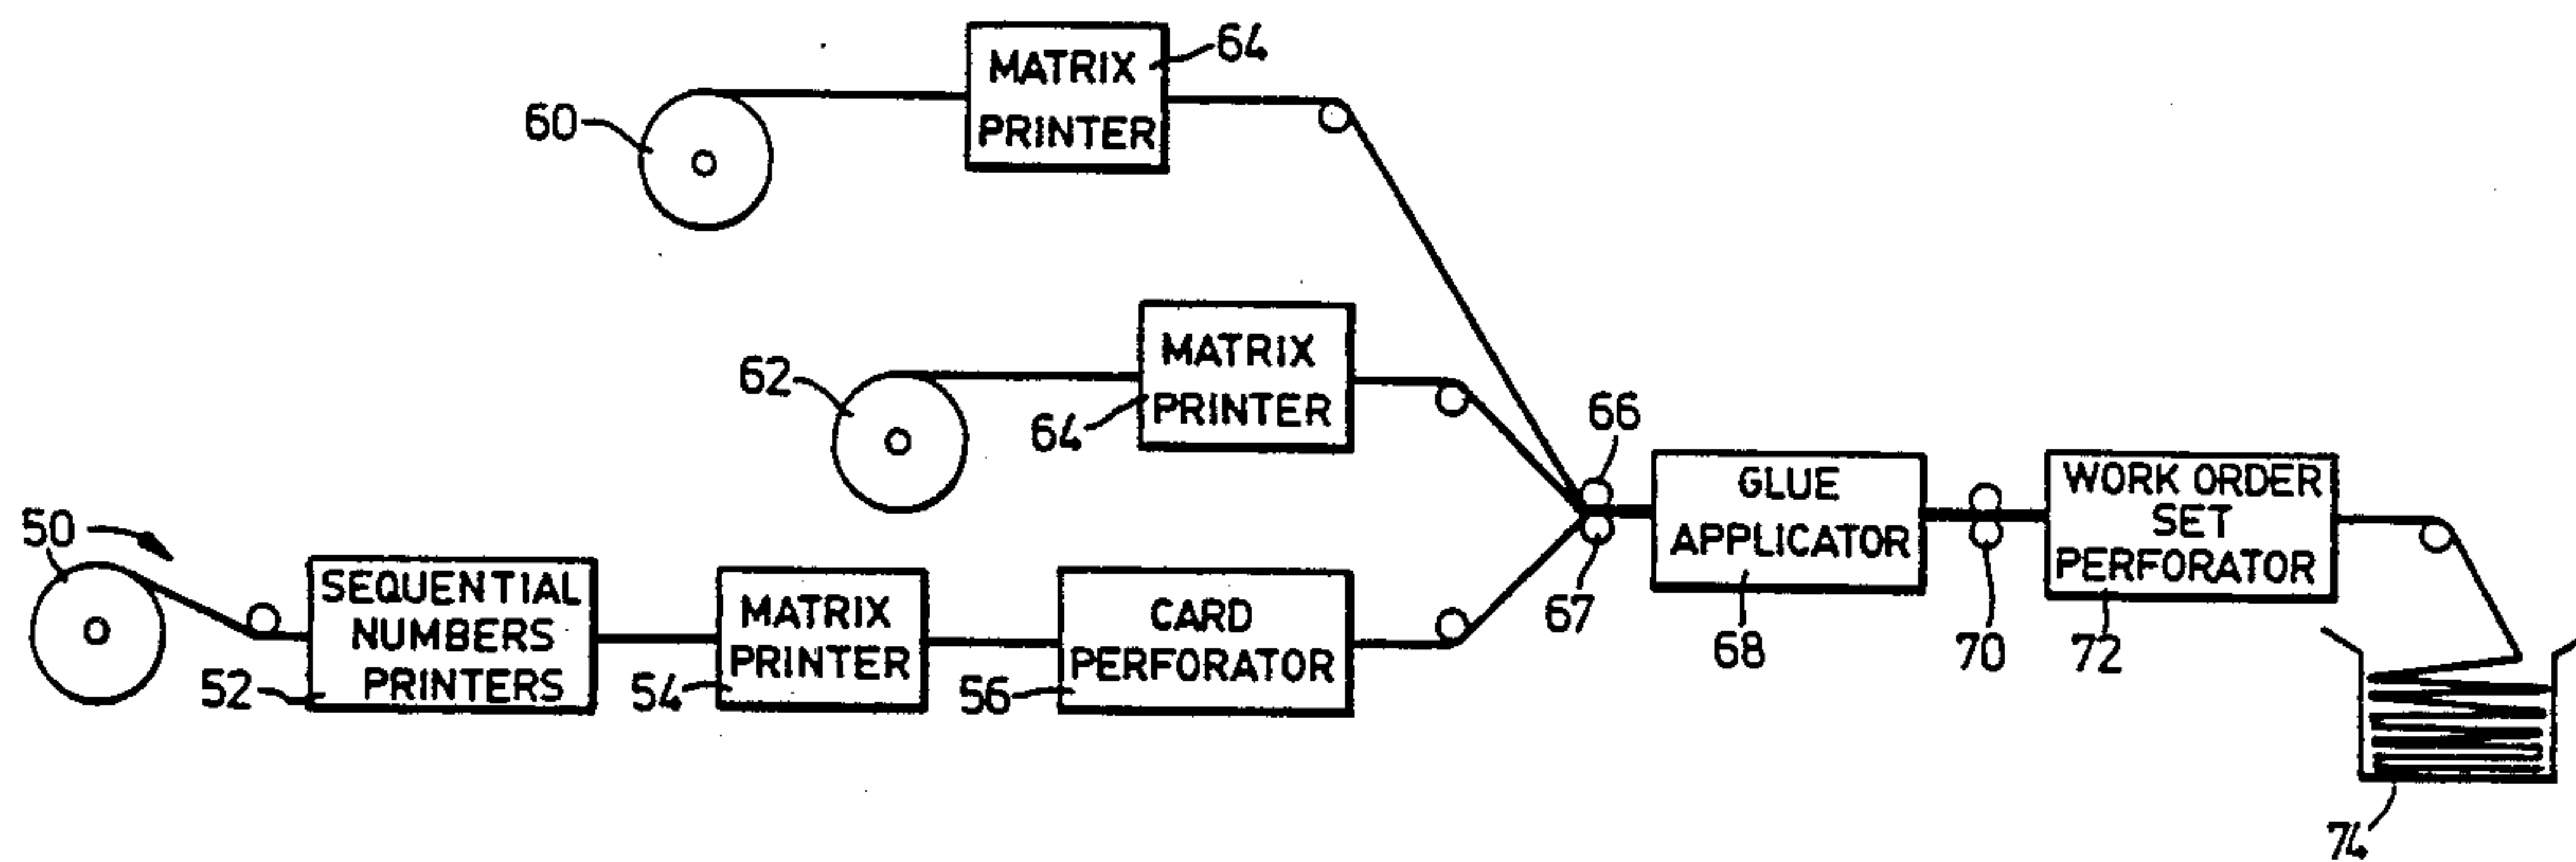 MATRIX
PRINTER
64
60
MATRIX
PRINTER
64
62
66
67
50
SEQUENTIAL
NUMBERS
PRINTERS
52
MATRIX
PRINTER
54
CARD
PERFORATOR
56
GLUE
APPLICATOR
68
70
WORK ORDER
SET
PERFORATOR
72
74